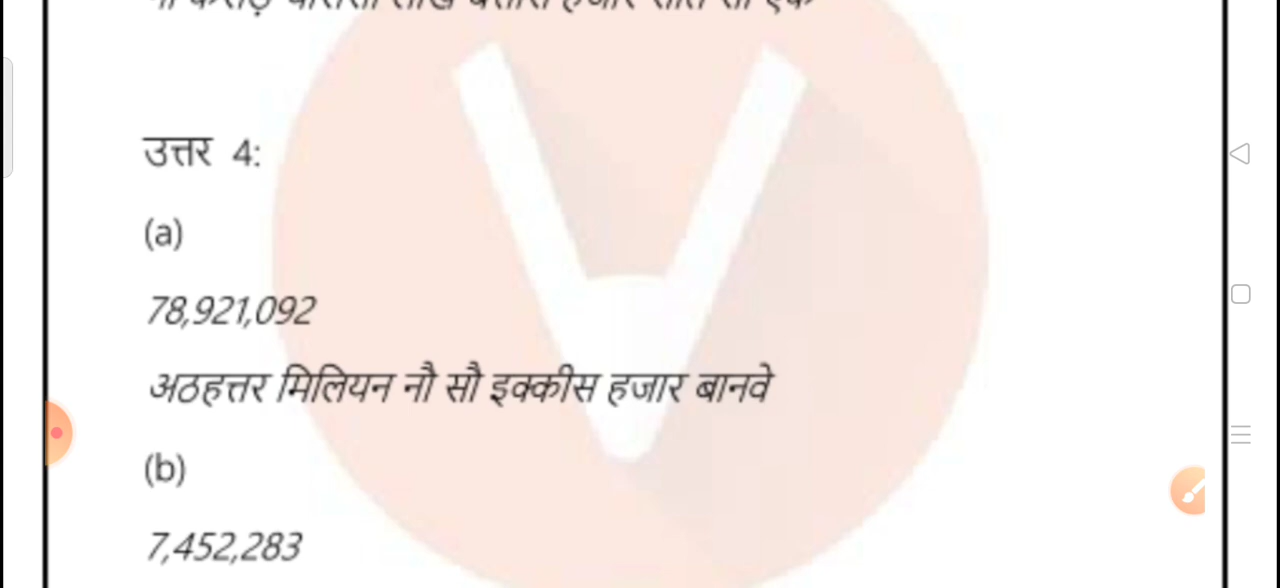 उत्तर 4:
(a)
78,921,092
अठहत्तर मिलियन नौ सौ इक्कीस हजार बानवे
(b)
7,452,283